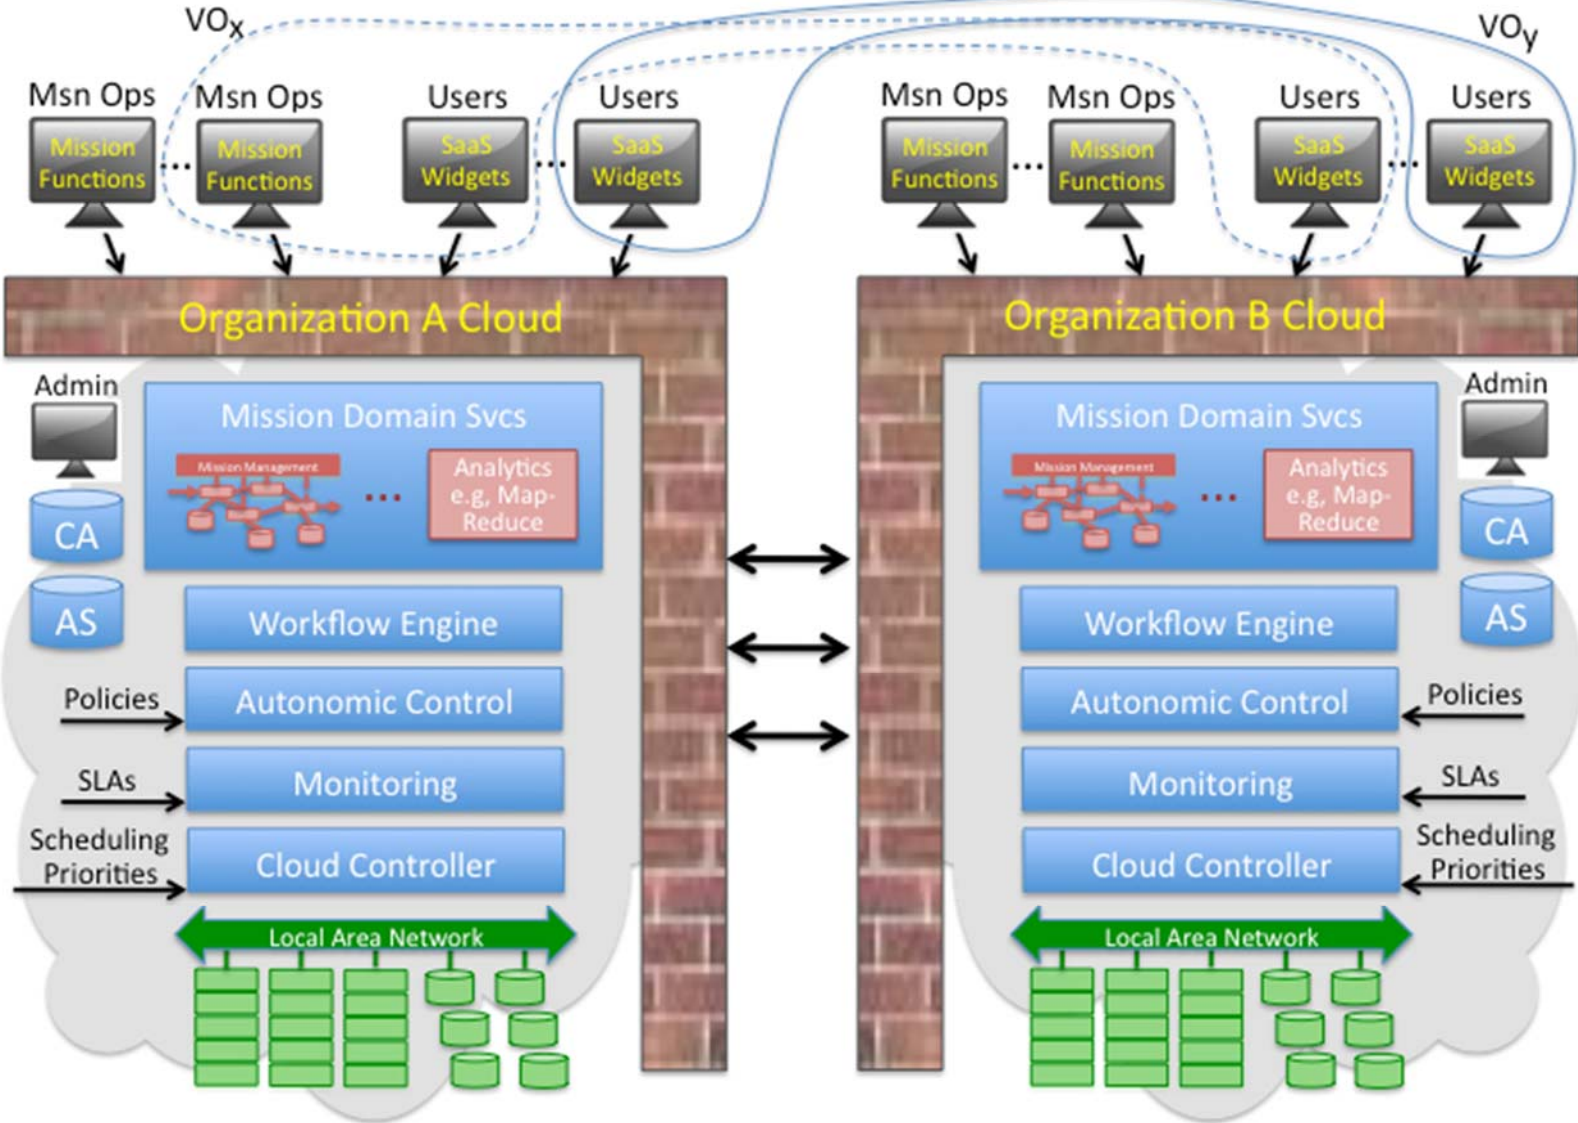 VOx
VOy
Msn Ops
Msn Ops
Users
Users
Msn Ops
Msn Ops
Users
Users
Mission
Functions
...
Mission
Functions
SaaS
Widgets
...
SaaS
Widgets
Mission
Functions
...
Mission
Functions
SaaS
Widgets
...
SaaS
Widgets
Organization A Cloud
Admin
Mission Domain Svcs
Mission Management
...
Analytics
e.g, Map-
Reduce
CA
AS
Workflow Engine
Policies
Autonomic Control
SLAs
Monitoring
Scheduling
Priorities
Cloud Controller
Local Area Network
Organization B Cloud
Admin
Mission Domain Svcs
Mission Management
...
Analytics
e.g, Map-
Reduce
CA
AS
Workflow Engine
Autonomic Control
Policies
Monitoring
SLAs
Cloud Controller
Scheduling
Priorities
Local Area Network